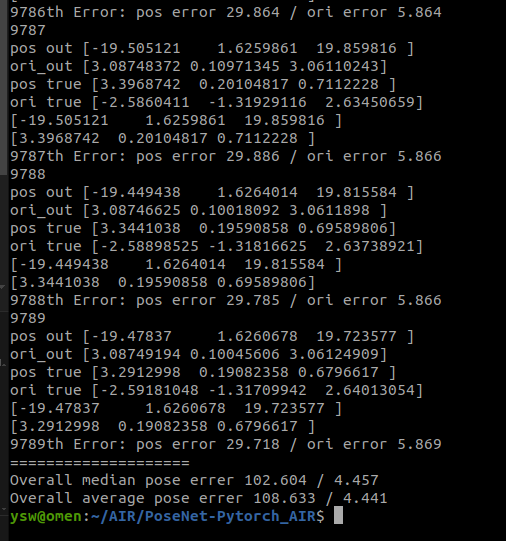 9786th Error: pos error 29.864 / ori error 5.864
9787
pos out [-19.505121    1.6259861  19.859816 ]
ori_out [3.08748372 0.10971345 3.06110243]
pos true [3.3968742  0.20104817 0.7112228 ]
ori true [-2.5860411  -1.31929116  2.63450659]
[-19.505121    1.6259861  19.859816 ]
[3.3968742  0.20104817 0.7112228 ]
9787th Error: pos error 29.886 / ori error 5.866
9788
pos out [-19.449438    1.6264014  19.815584 ]
ori_out [3.08746625 0.10018092 3.0611898 ]
pos true [3.3441038  0.19590858 0.69589806]
ori true [-2.58898525 -1.31816625  2.63738921]
[-19.449438    1.6264014  19.815584 ]
[3.3441038  0.19590858 0.69589806]
9788th Error: pos error 29.785 / ori error 5.866
9789
pos out [-19.47837     1.6260678  19.723577 ]
ori_out [3.08749194 0.10045606 3.06124909]
pos true [3.2912998  0.19082358 0.6796617 ]
ori true [-2.59181048 -1.31709942  2.64013054]
[-19.47837     1.6260678  19.723577 ]
[3.2912998  0.19082358 0.6796617 ]
9789th Error: pos error 29.718 / ori error 5.869
====================
Overall median pose errer 102.604 / 4.457
Overall average pose errer 108.633 / 4.441
ysw@omen:~/AIR/PoseNet-Pytorch_AIR$